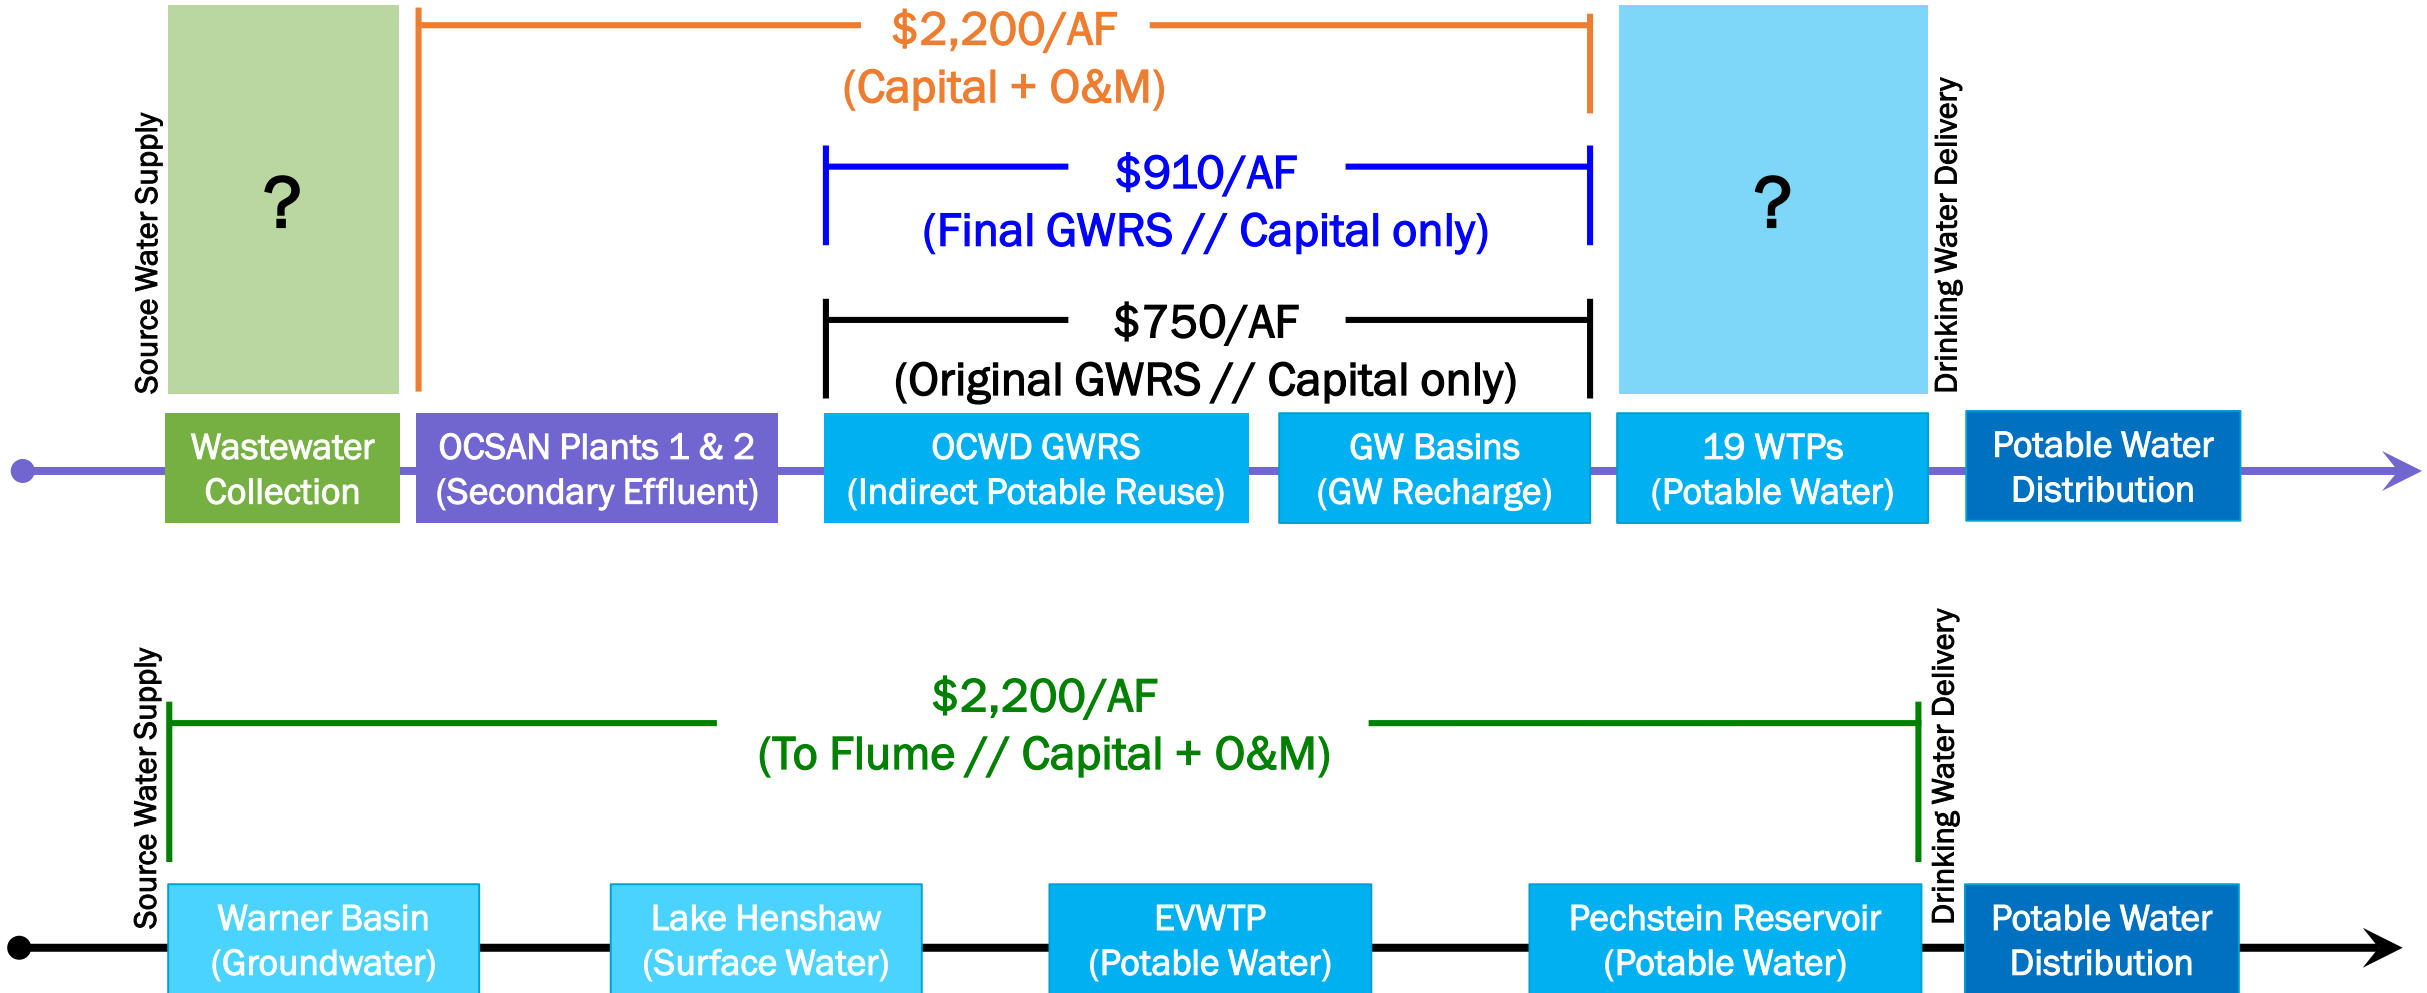 $2,200/AF
(Capital + O&M)
Source Water Supply
?
$910/AF
(Final GWRS // Capital only)
?
Drinking Water Delivery
$750/AF
(Original GWRS // Capital only)
Wastewater
Collection
OCSAN Plants 1 & 2
(Secondary Effluent)
OCWD GWRS
(Indirect Potable Reuse)
GW Basins
(GW Recharge)
19 WTPs
(Potable Water)
Potable Water
Distribution
Source Water Supply
$2,200/AF
(To Flume // Capital + O&M)
Drinking Water Delivery
Warner Basin
(Groundwater)
Lake Henshaw
(Surface Water)
EVWTP
(Potable Water)
Pechstein Reservoir
(Potable Water)
Potable Water
Distribution